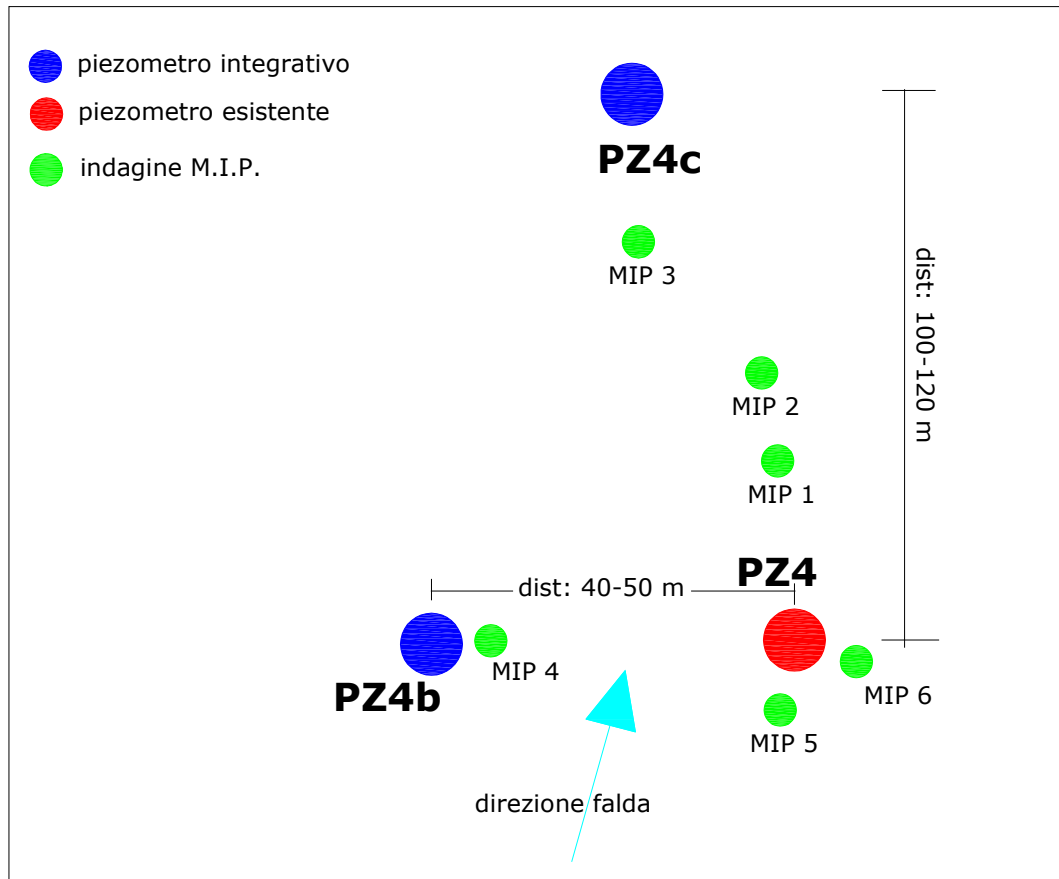 piezometro integrativo
piezometro esistente
indagine M.I.P.
PZ4c
MIP 3
dist: 100-120 m
MIP 2
MIP 1
PZ4
dist: 40-50 m
MIP 4
PZ4b
MIP 6
MIP 5
direzione falda